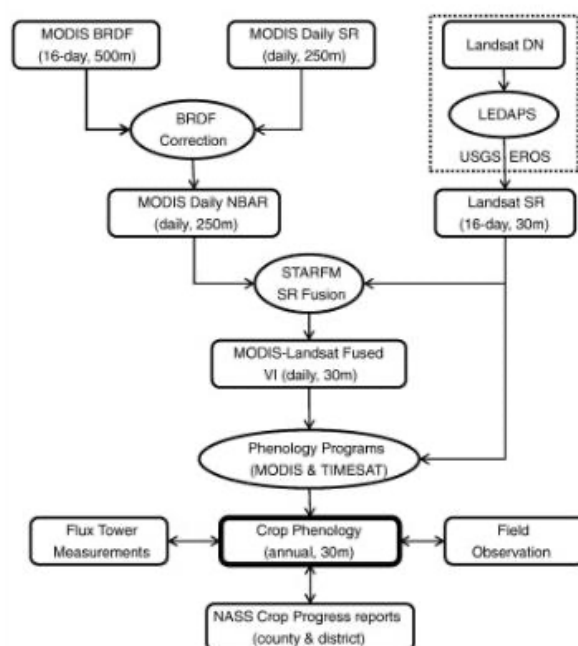 MODIS BRDF
(16-day, 500m)
MODIS Daily SR
(daily, 250m)
Landsat DN
BRDF
Correction
LEDAPS
USGS EROS
MODIS Daily NBAR
(daily, 250m)
Landsat SR
(16-day, 30m)
STARFM
SR Fusion
MODIS-Landsat Fused
VI (daily, 30m)
Phenology Programs
(MODIS & TIMESAT)
Flux Tower
Measurements
Crop Phenology
(annual, 30m)
Field
Observation
NASS Crop Progress reports
(county & district)